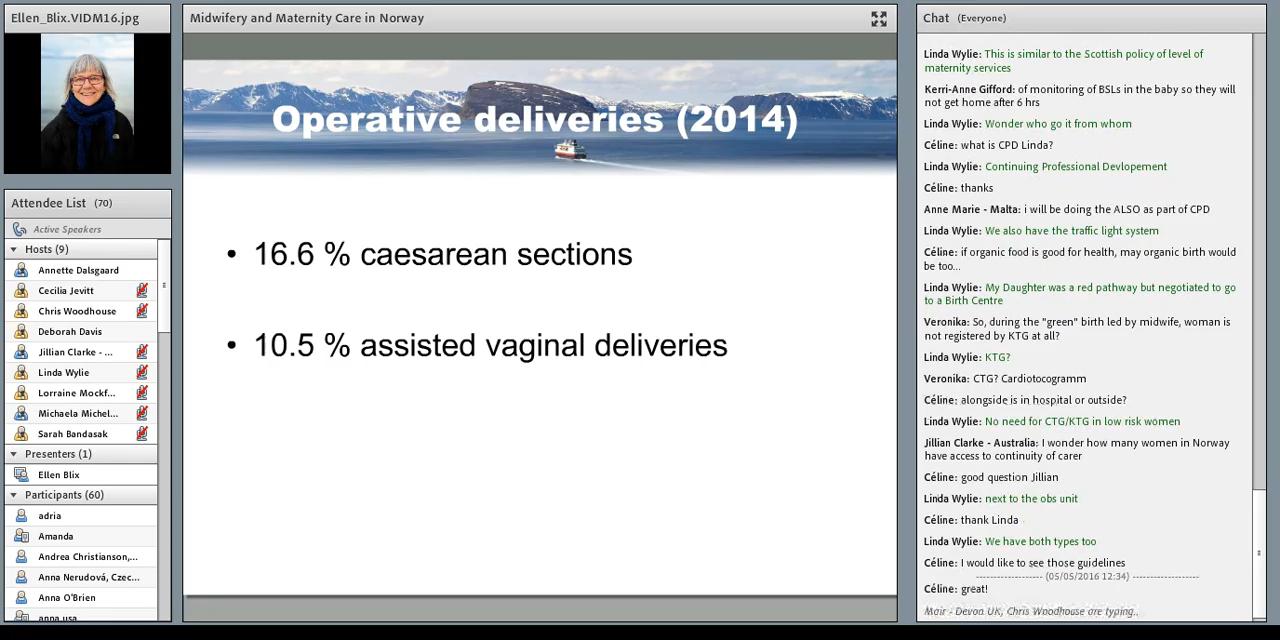 Ellen_Blix.VIDM16.jpg
Attendee List (70)
Active Speakers
Hosts (9)
Annette Dalsgaard
Cecilia Jevitt
Chris Woodhouse
Deborah Davis
Jillian Clarke - ...
Linda Wylie
Lorraine Mockf...
Michaela Michel...
Sarah Bandasak
Presenters (1)
Ellen Blix
Participants (60)
adria
Amanda
Andrea Christianson,...
Anna Nerudová, Czec...
Anna O'Brien
anna usa
Midwifery and Maternity Care in Norway
Operative deliveries (2014)
• 16.6 % caesarean sections
• 10.5 % assisted vaginal deliveries
Chat (Everyone)
Linda Wylie: This is similar to the Scottish policy of level of
maternity services
Kerri-Anne Gifford: of monitoring of BSLs in the baby so they will
not get home after 6 hrs
Linda Wylie: Wonder who go it from whom
Céline: what is CPD Linda?
Linda Wylie: Continuing Professional Devlopement
Céline: thanks
Anne Marie - Malta: i will be doing the ALSO as part of CPD
Linda Wylie: We also have the traffic light system
Céline: if organic food is good for health, may organic birth would
be too...
Linda Wylie: My Daughter was a red pathway but negotiated to go
to a Birth Centre
Veronika: So, during the "green" birth led by midwife, woman is
not registered by KTG at all?
Linda Wylie: KTG?
Veronika: CTG? Cardiotocogramm
Céline: alongside is in hospital or outside?
Linda Wylie: No need for CTG/KTG in low risk women
Jillian Clarke - Australia: I wonder how many women in Norway
have access to continuity of carer
Céline: good question Jillian
Linda Wylie: next to the obs unit
Céline: thank Linda
Linda Wylie: We have both types too
Céline: I would like to see those guidelines
-------------------- (05/05/2016 12:34) --------------------
Céline: great!
Mair - Devon UK, Chris Woodhouse are typing..